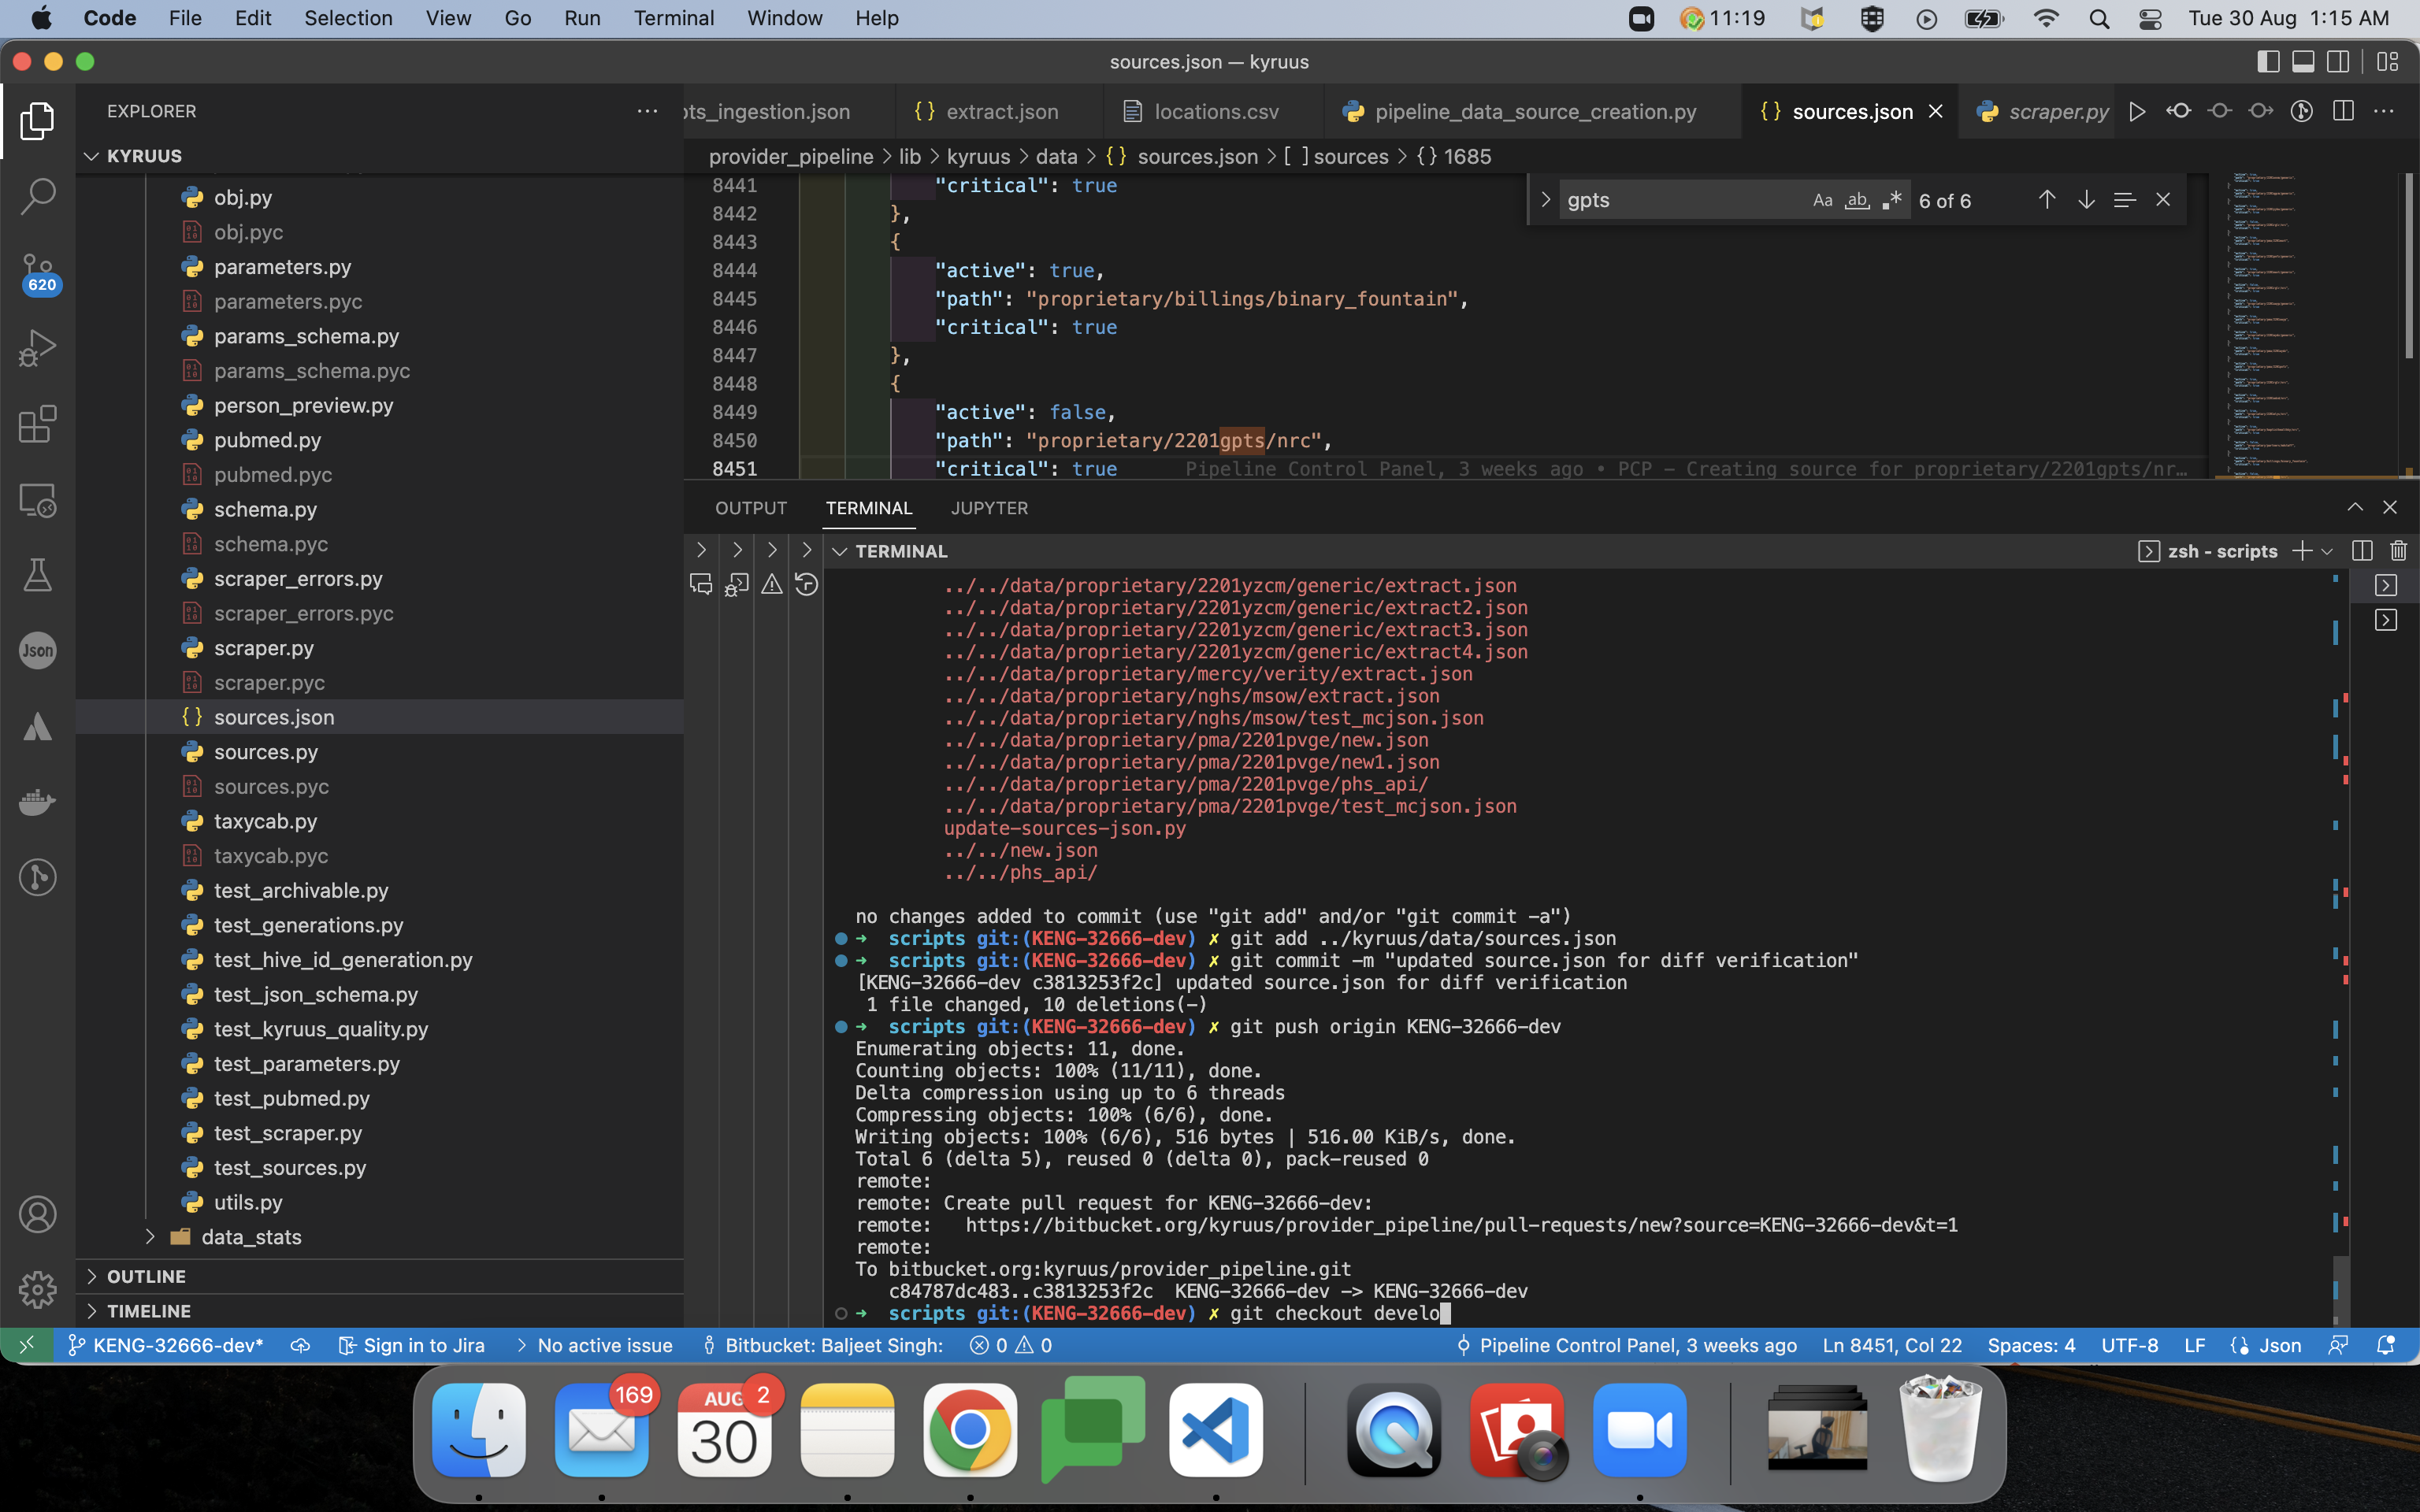 Code File Edit Selection View Go Run Terminal Window Help 11:19 Tue 30 Aug 1:15 AM
sources.json — kyruus
EXPLORER
KYRUUS
obj.py
obj.pyc
parameters.py
parameters.pyc
params_schema.py
params_schema.pyc
person_preview.py
pubmed.py
pubmed.pyc
schema.py
schema.pyc
scraper_errors.py
scraper_errors.pyc
scraper.py
scraper.pyc
sources.json
sources.py
sources.pyc
taxycab.py
taxycab.pyc
test_archivable.py
test_generations.py
test_hive_id_generation.py
test_json_schema.py
test_kyruus_quality.py
test_parameters.py
test_pubmed.py
test_scraper.py
test_sources.py
utils.py
data_stats
OUTLINE
TIMELINE
620
Json
pts_ingestion.json {} extract.json locations.csv pipeline_data_source_creation.py {} sources.json scraper.py
provider_pipeline > lib > kyruus > data > {} sources.json > [ ] sources > {} 1685
gpts Aa ab .* 6 of 6
8441 "critical": true
8442 },
8443 {
8444 "active": true,
8445 "path": "proprietary/billings/binary_fountain",
8446 "critical": true
8447 },
8448 {
8449 "active": false,
8450 "path": "proprietary/2201gpts/nrc",
8451 "critical": true Pipeline Control Panel, 3 weeks ago • PCP - Creating source for proprietary/2201gpts/nr…
OUTPUT TERMINAL JUPYTER
TERMINAL zsh - scripts
../../data/proprietary/2201yzcm/generic/extract.json
../../data/proprietary/2201yzcm/generic/extract2.json
../../data/proprietary/2201yzcm/generic/extract3.json
../../data/proprietary/2201yzcm/generic/extract4.json
../../data/proprietary/mercy/verity/extract.json
../../data/proprietary/nghs/msow/extract.json
../../data/proprietary/nghs/msow/test_mcjson.json
../../data/proprietary/pma/2201pvge/new.json
../../data/proprietary/pma/2201pvge/new1.json
../../data/proprietary/pma/2201pvge/phs_api/
../../data/proprietary/pma/2201pvge/test_mcjson.json
update-sources-json.py
../../new.json
../../phs_api/
no changes added to commit (use "git add" and/or "git commit -a")
➜ scripts git:(KENG-32666-dev) ✗ git add ../kyruus/data/sources.json
➜ scripts git:(KENG-32666-dev) ✗ git commit -m "updated source.json for diff verification"
[KENG-32666-dev c3813253f2c] updated source.json for diff verification
1 file changed, 10 deletions(-)
➜ scripts git:(KENG-32666-dev) ✗ git push origin KENG-32666-dev
Enumerating objects: 11, done.
Counting objects: 100% (11/11), done.
Delta compression using up to 6 threads
Compressing objects: 100% (6/6), done.
Writing objects: 100% (6/6), 516 bytes | 516.00 KiB/s, done.
Total 6 (delta 5), reused 0 (delta 0), pack-reused 0
remote:
remote: Create pull request for KENG-32666-dev:
remote: https://bitbucket.org/kyruus/provider_pipeline/pull-requests/new?source=KENG-32666-dev&t=1
remote:
To bitbucket.org:kyruus/provider_pipeline.git
c84787dc483..c3813253f2c KENG-32666-dev -> KENG-32666-dev
➜ scripts git:(KENG-32666-dev) ✗ git checkout develo
KENG-32666-dev* Sign in to Jira No active issue Bitbucket: Baljeet Singh: 0 0 Pipeline Control Panel, 3 weeks ago Ln 8451, Col 22 Spaces: 4 UTF-8 LF Json
169
AUG 2
30